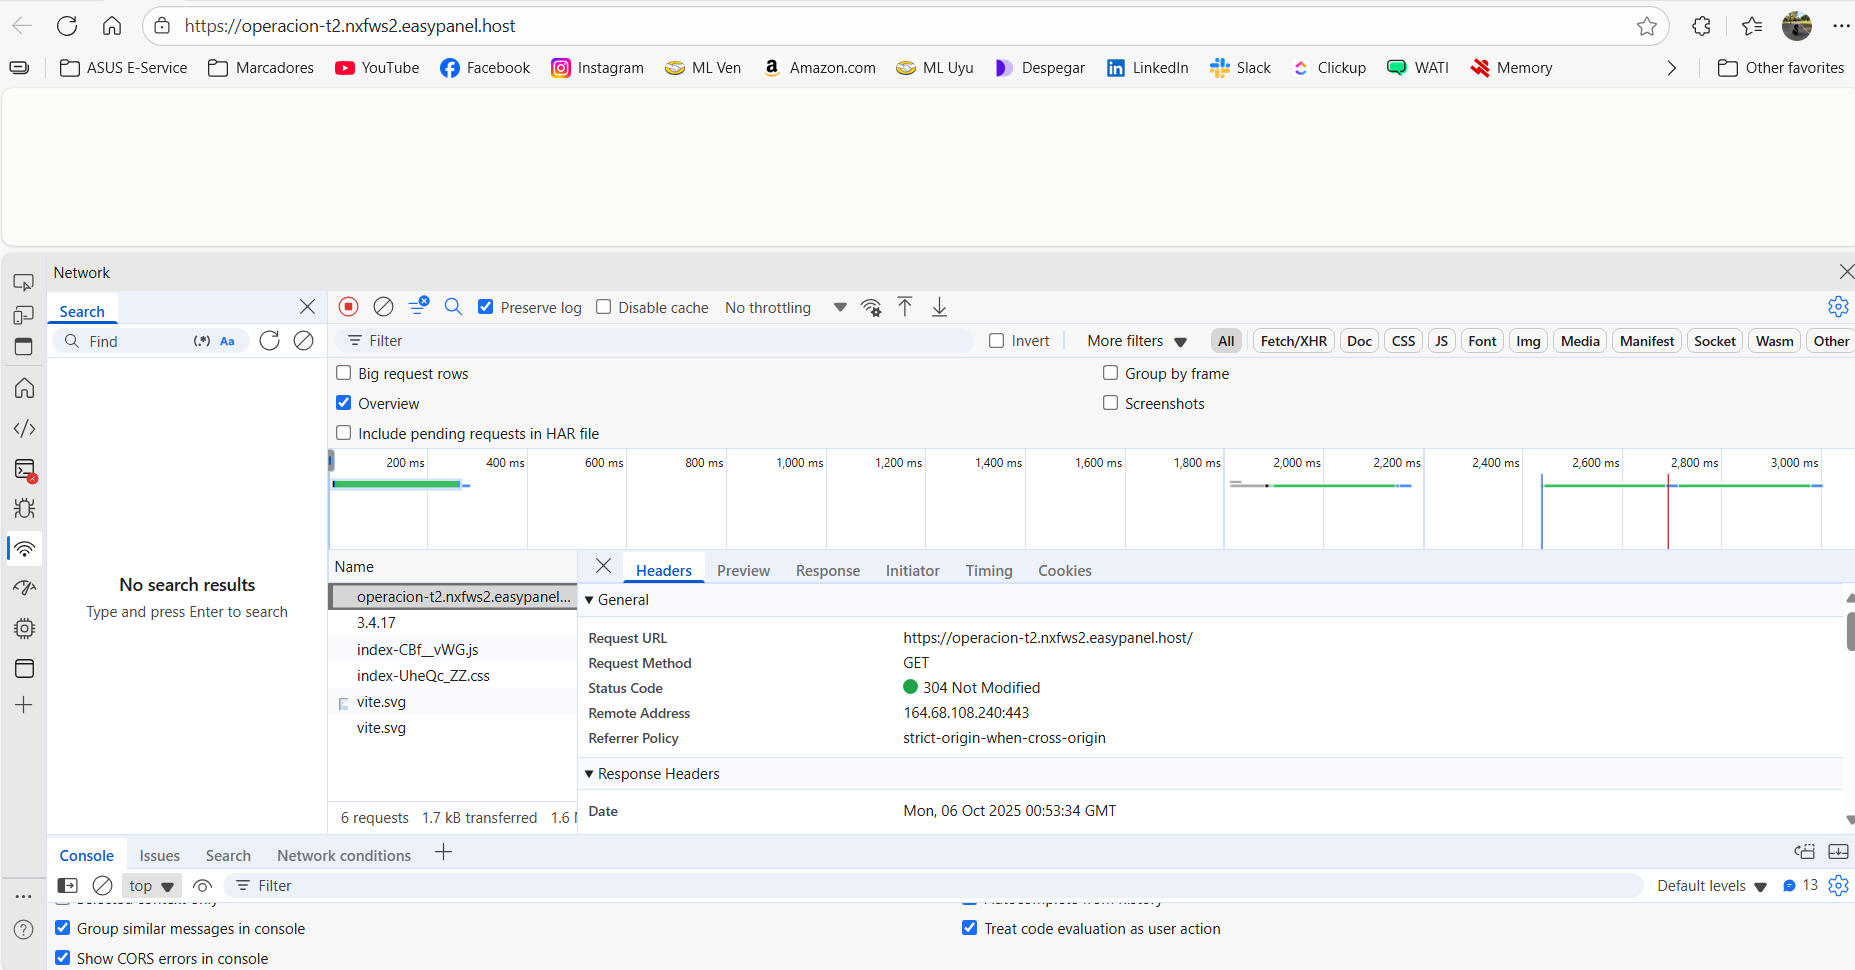 https://operacion-t2.nxfws2.easypanel.host
ASUS E-Service Marcadores YouTube Facebook Instagram ML Ven Amazon.com ML Uyu Despegar LinkedIn Slack Clickup WATI Memory Other favorites
Network
Search
Preserve log Disable cache No throttling
Find (.*) Aa
Filter Invert More filters All Fetch/XHR Doc CSS JS Font Img Media Manifest Socket Wasm Other
Big request rows Group by frame
Overview Screenshots
Include pending requests in HAR file
200 ms 400 ms 600 ms 800 ms 1,000 ms 1,200 ms 1,400 ms 1,600 ms 1,800 ms 2,000 ms 2,200 ms 2,400 ms 2,600 ms 2,800 ms 3,000 ms
No search results
Type and press Enter to search
Name
operacion-t2.nxfws2.easypanel...
3.4.17
index-CBf__vWG.js
index-UheQc_ZZ.css
vite.svg
vite.svg
6 requests 1.7 kB transferred 1.6
Headers Preview Response Initiator Timing Cookies
General
Request URL https://operacion-t2.nxfws2.easypanel.host/
Request Method GET
Status Code 304 Not Modified
Remote Address 164.68.108.240:443
Referrer Policy strict-origin-when-cross-origin
Response Headers
Date Mon, 06 Oct 2025 00:53:34 GMT
Console Issues Search Network conditions
top Filter Default levels 13
Group similar messages in console Treat code evaluation as user action
Show CORS errors in console